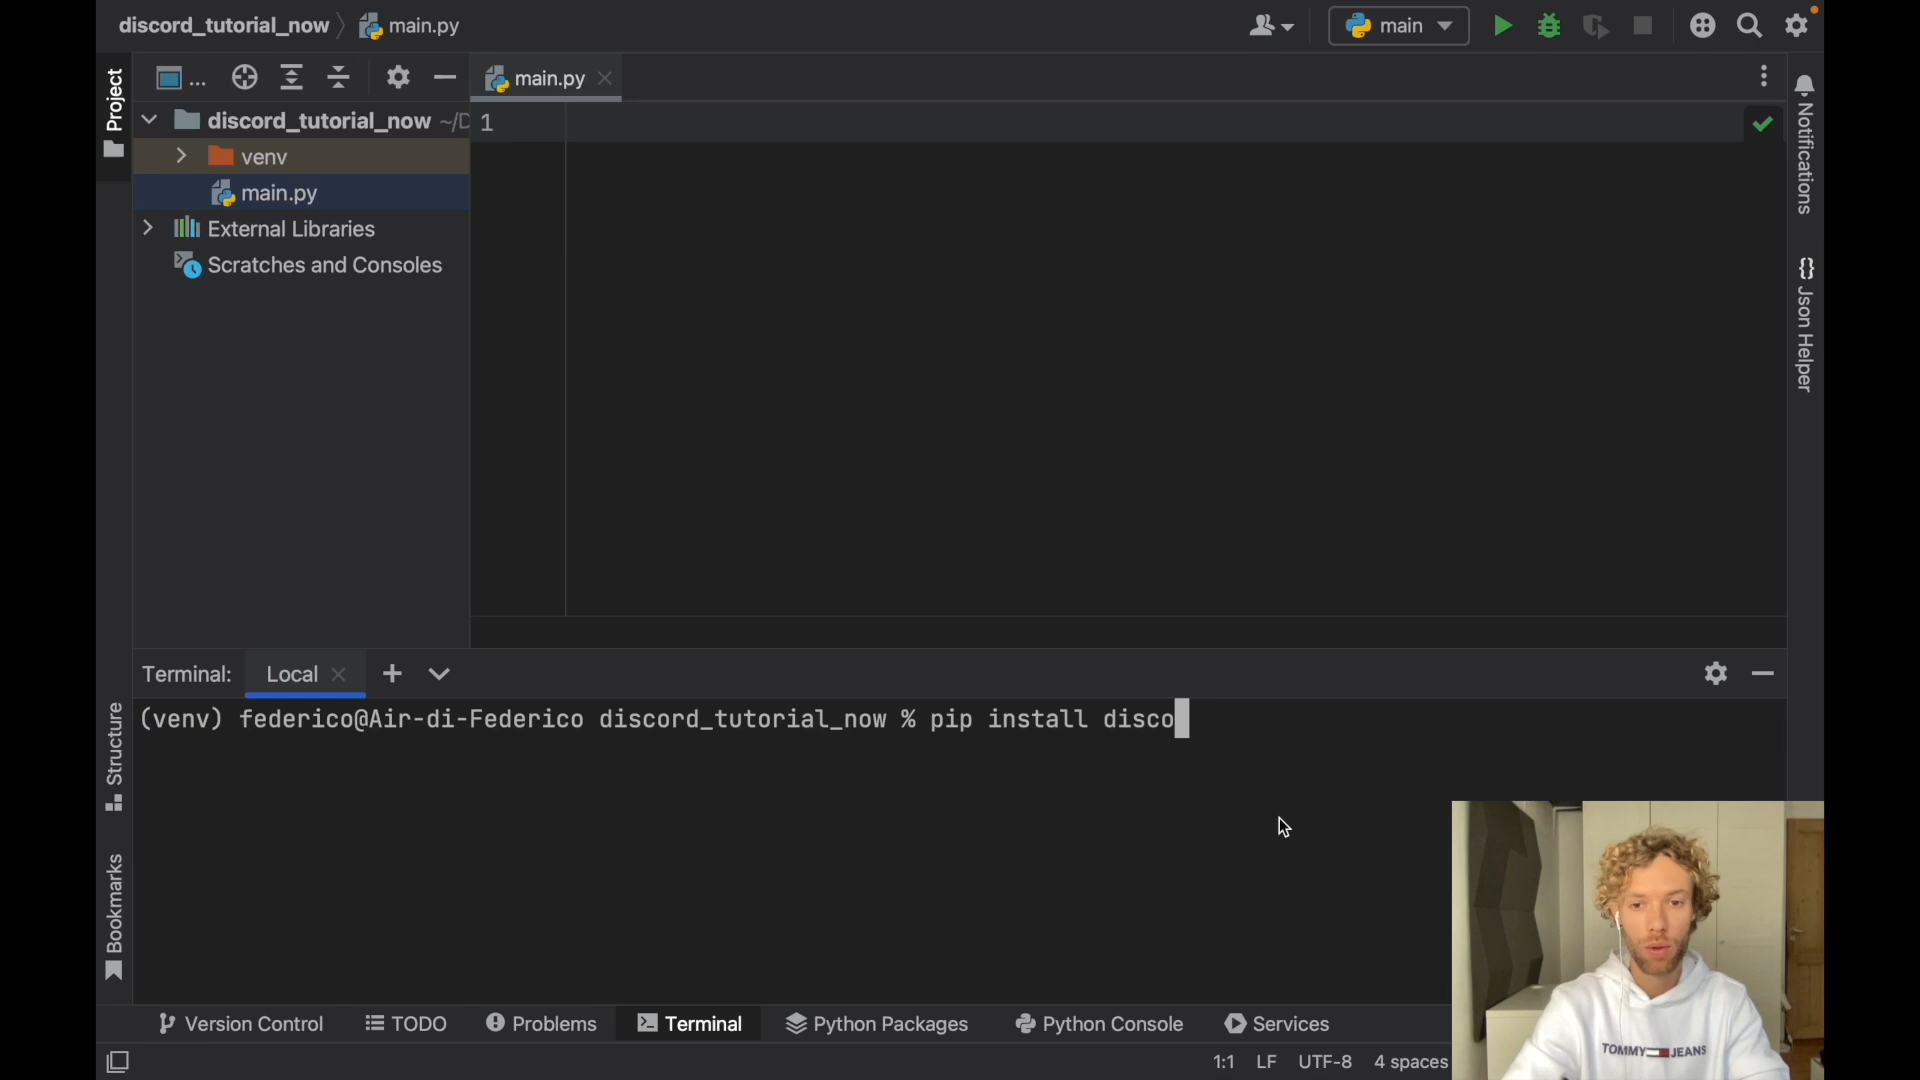 discord_tutorial_now main.py
main
...
main.py
Project
discord_tutorial_now ~/D
1
venv
main.py
External Libraries
Scratches and Consoles
Notifications
{} Json Helper
Terminal: Local
(venv) federico@Air-di-Federico discord_tutorial_now % pip install disco
Structure
Bookmarks
TOMMY JEANS
Version Control TODO Problems Terminal Python Packages Python Console Services
1:1 LF UTF-8 4 spaces